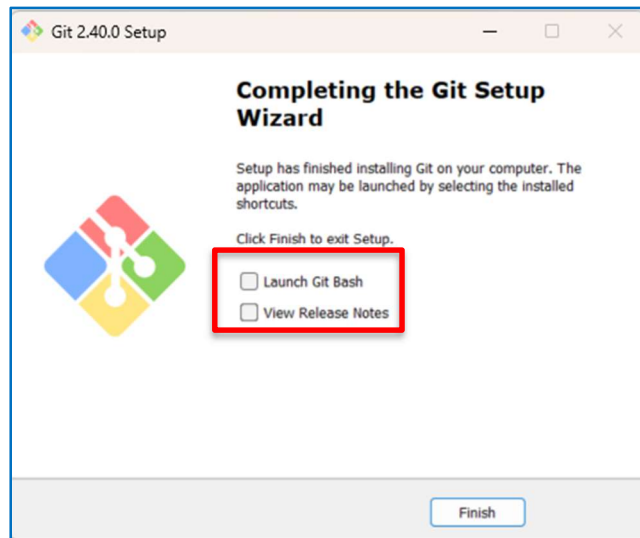 Git 2.40.0 Setup
Completing the Git Setup
Wizard
Setup has finished installing Git on your computer. The
application may be launched by selecting the installed
shortcuts.
Click Finish to exit Setup.
Launch Git Bash
View Release Notes
Finish